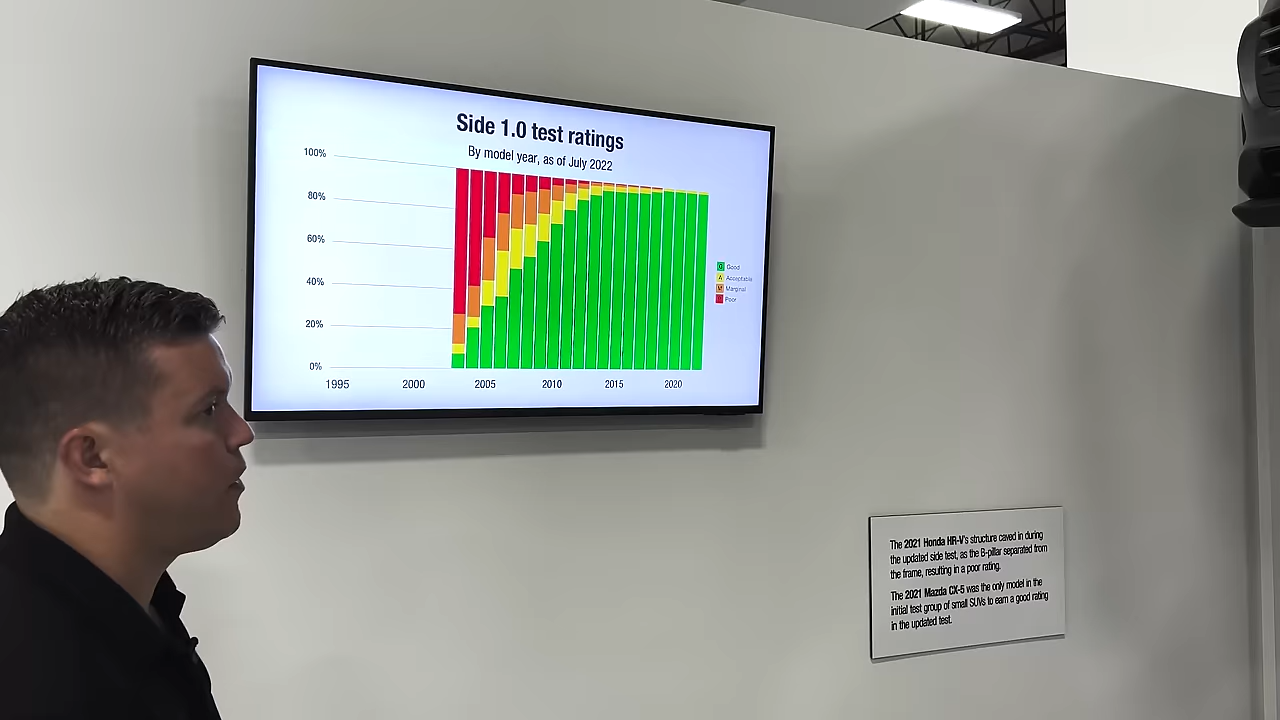 Side 1.0 test ratings
By model year, as of July 2022
100%
80%
60%
40%
20%
0%
1995 2000 2005 2010 2015 2020
G Good
A Acceptable
M Marginal
Poor
The 2021 Honda HR-V's structure caved in during
the updated side test, as the B-pillar separated from
the frame, resulting in a poor rating.
The 2021 Mazda CX-5 was the only model in the
initial test group of small SUVs to earn a good rating
in the updated test.